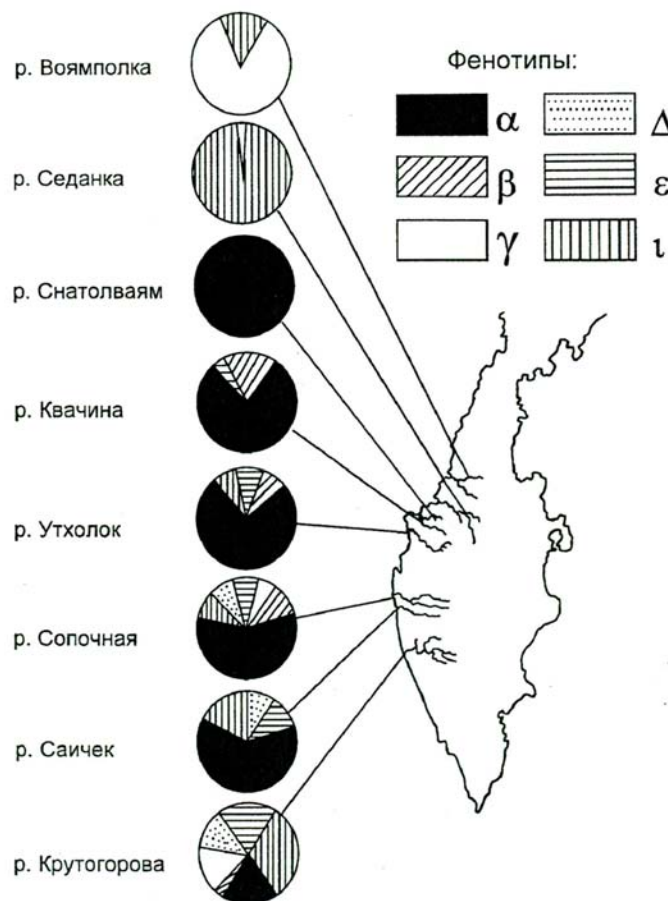 р. Воямполка
р. Седанка
р. Снатолваям
р. Квачина
р. Утхолок
р. Сопочная
р. Саичек
р. Крутогорова
Фенотипы:
α Δ
β ε
γ ι